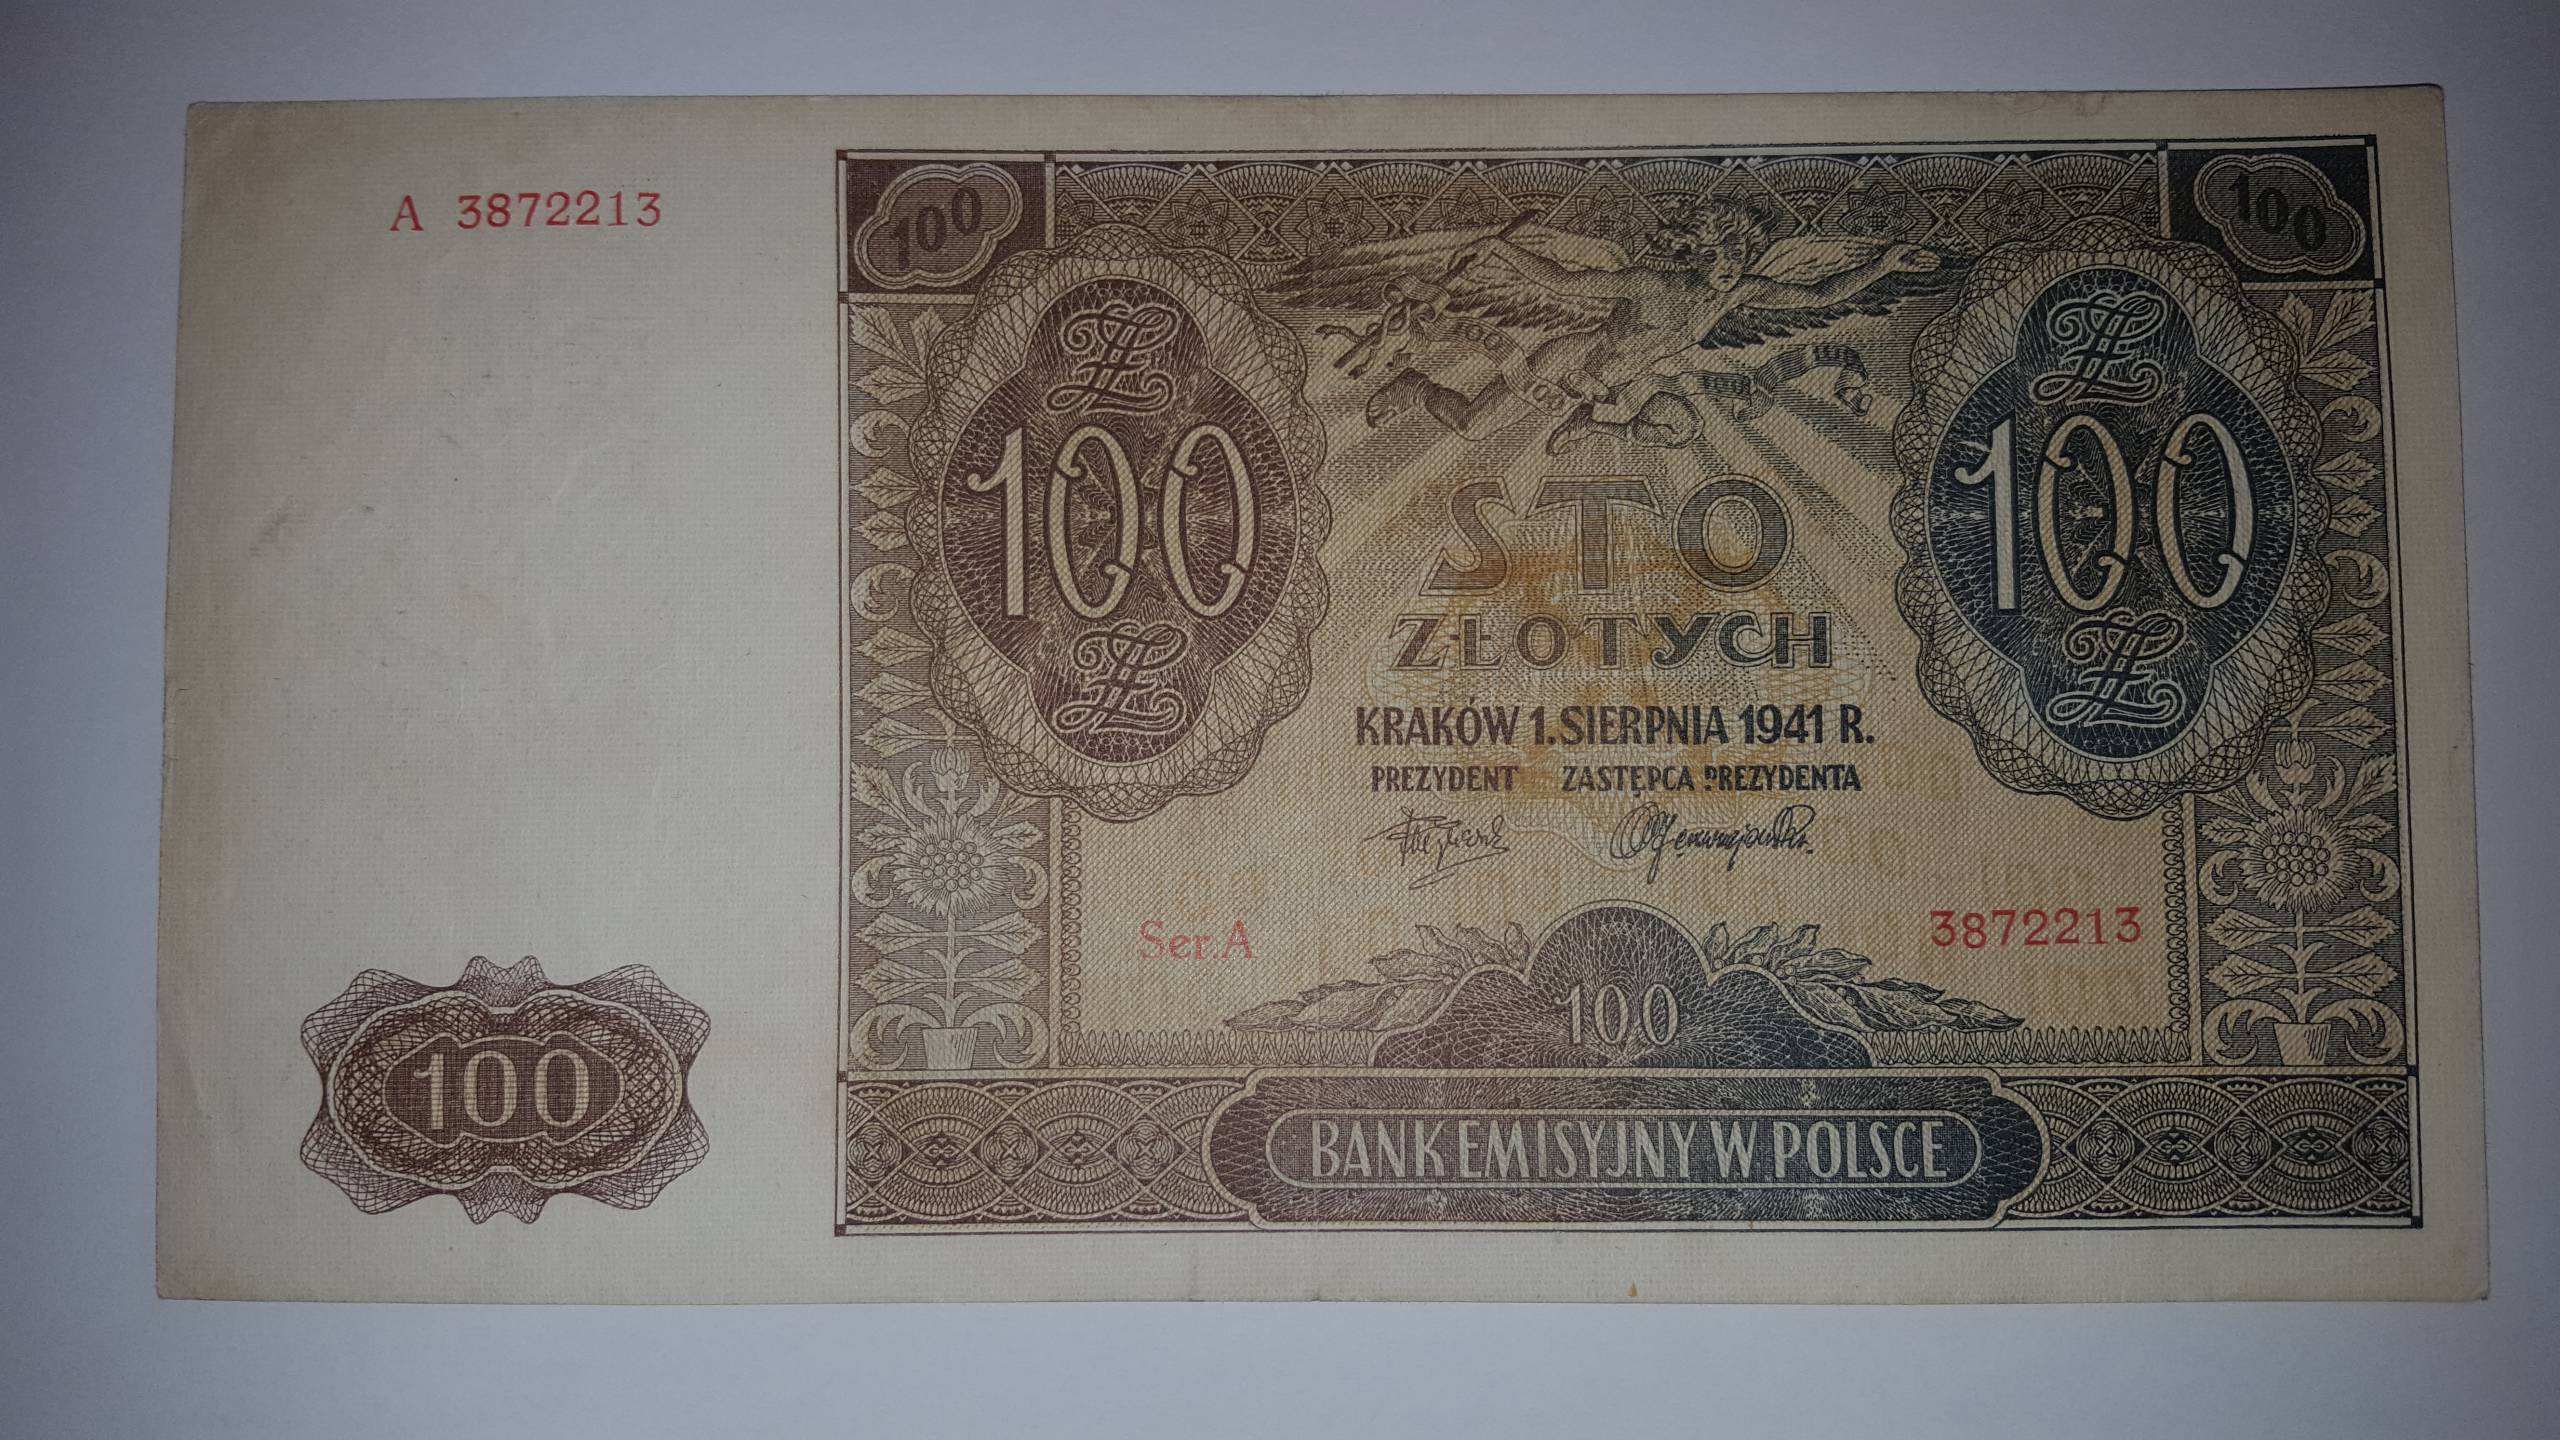 A 3872213
100
100
100
100
STO
ZŁOTYCH
KRAKÓW 1. SIERPNIA 1941 R.
PREZYDENT ZASTĘPCA PREZYDENTA
Ser. A
3872213
100
100
BANK EMISYJNY W POLSCE